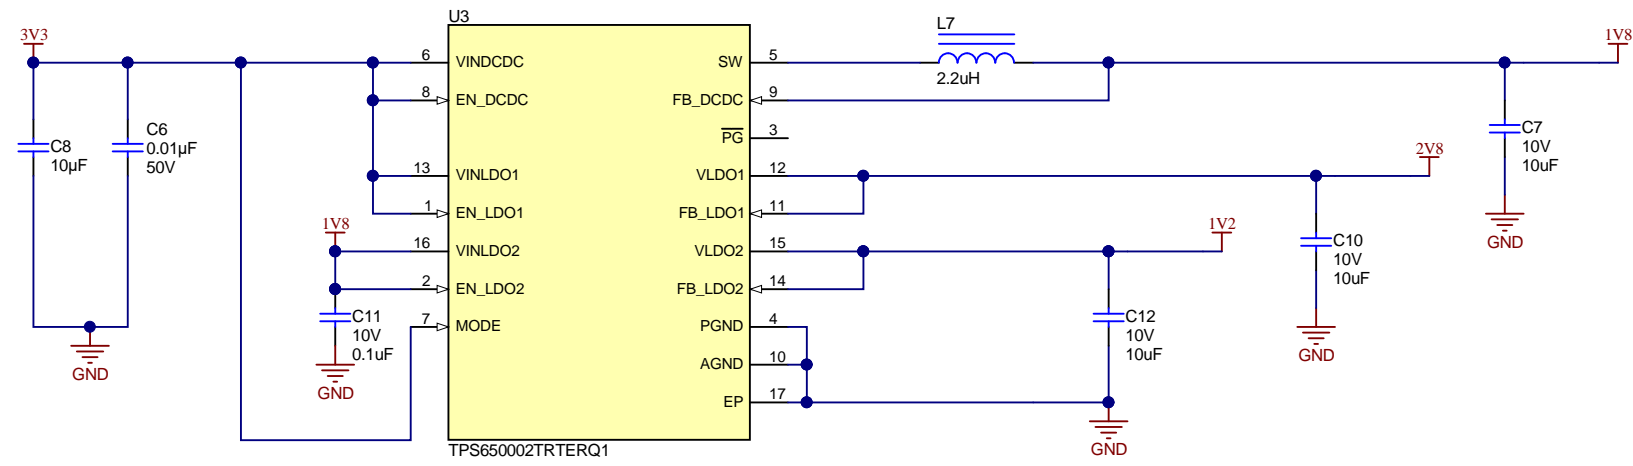 U3
3V3
6
VINDCDC
SW
5
L7
2.2uH
1V8
8
EN_DCDC
FB_DCDC
9
PG
3
C8
10µF
C6
0.01µF
50V
C7
10V
10uF
13
VINLDO1
VLDO1
12
2V8
1
EN_LDO1
FB_LDO1
11
GND
1V8
16
VINLDO2
VLDO2
15
1V2
C10
10V
10uF
2
EN_LDO2
FB_LDO2
14
C11
10V
0.1uF
7
MODE
PGND
4
C12
10V
10uF
GND
GND
GND
AGND
10
EP
17
GND
TPS650002TRTERQ1